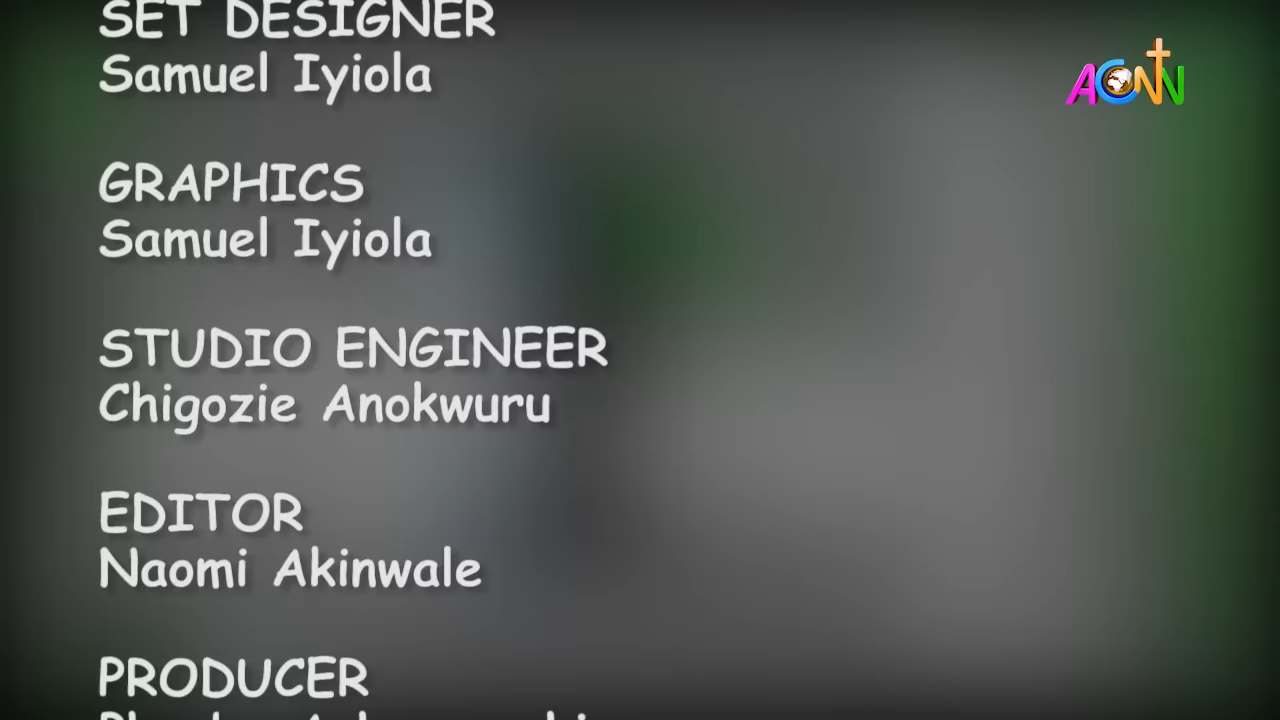 SET DESIGNER
Samuel Iyiola
GRAPHICS
Samuel Iyiola
STUDIO ENGINEER
Chigozie Anokwuru
EDITOR
Naomi Akinwale
PRODUCER
ACNN